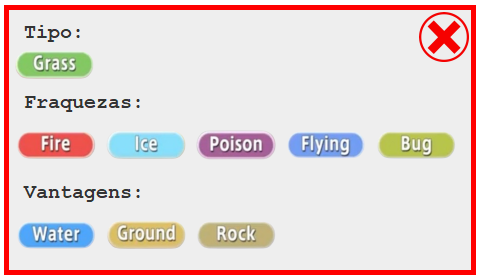 Tipo:
Grass
Fraquezas:
Fire Ice Poison Flying Bug
Vantagens:
Water Ground Rock